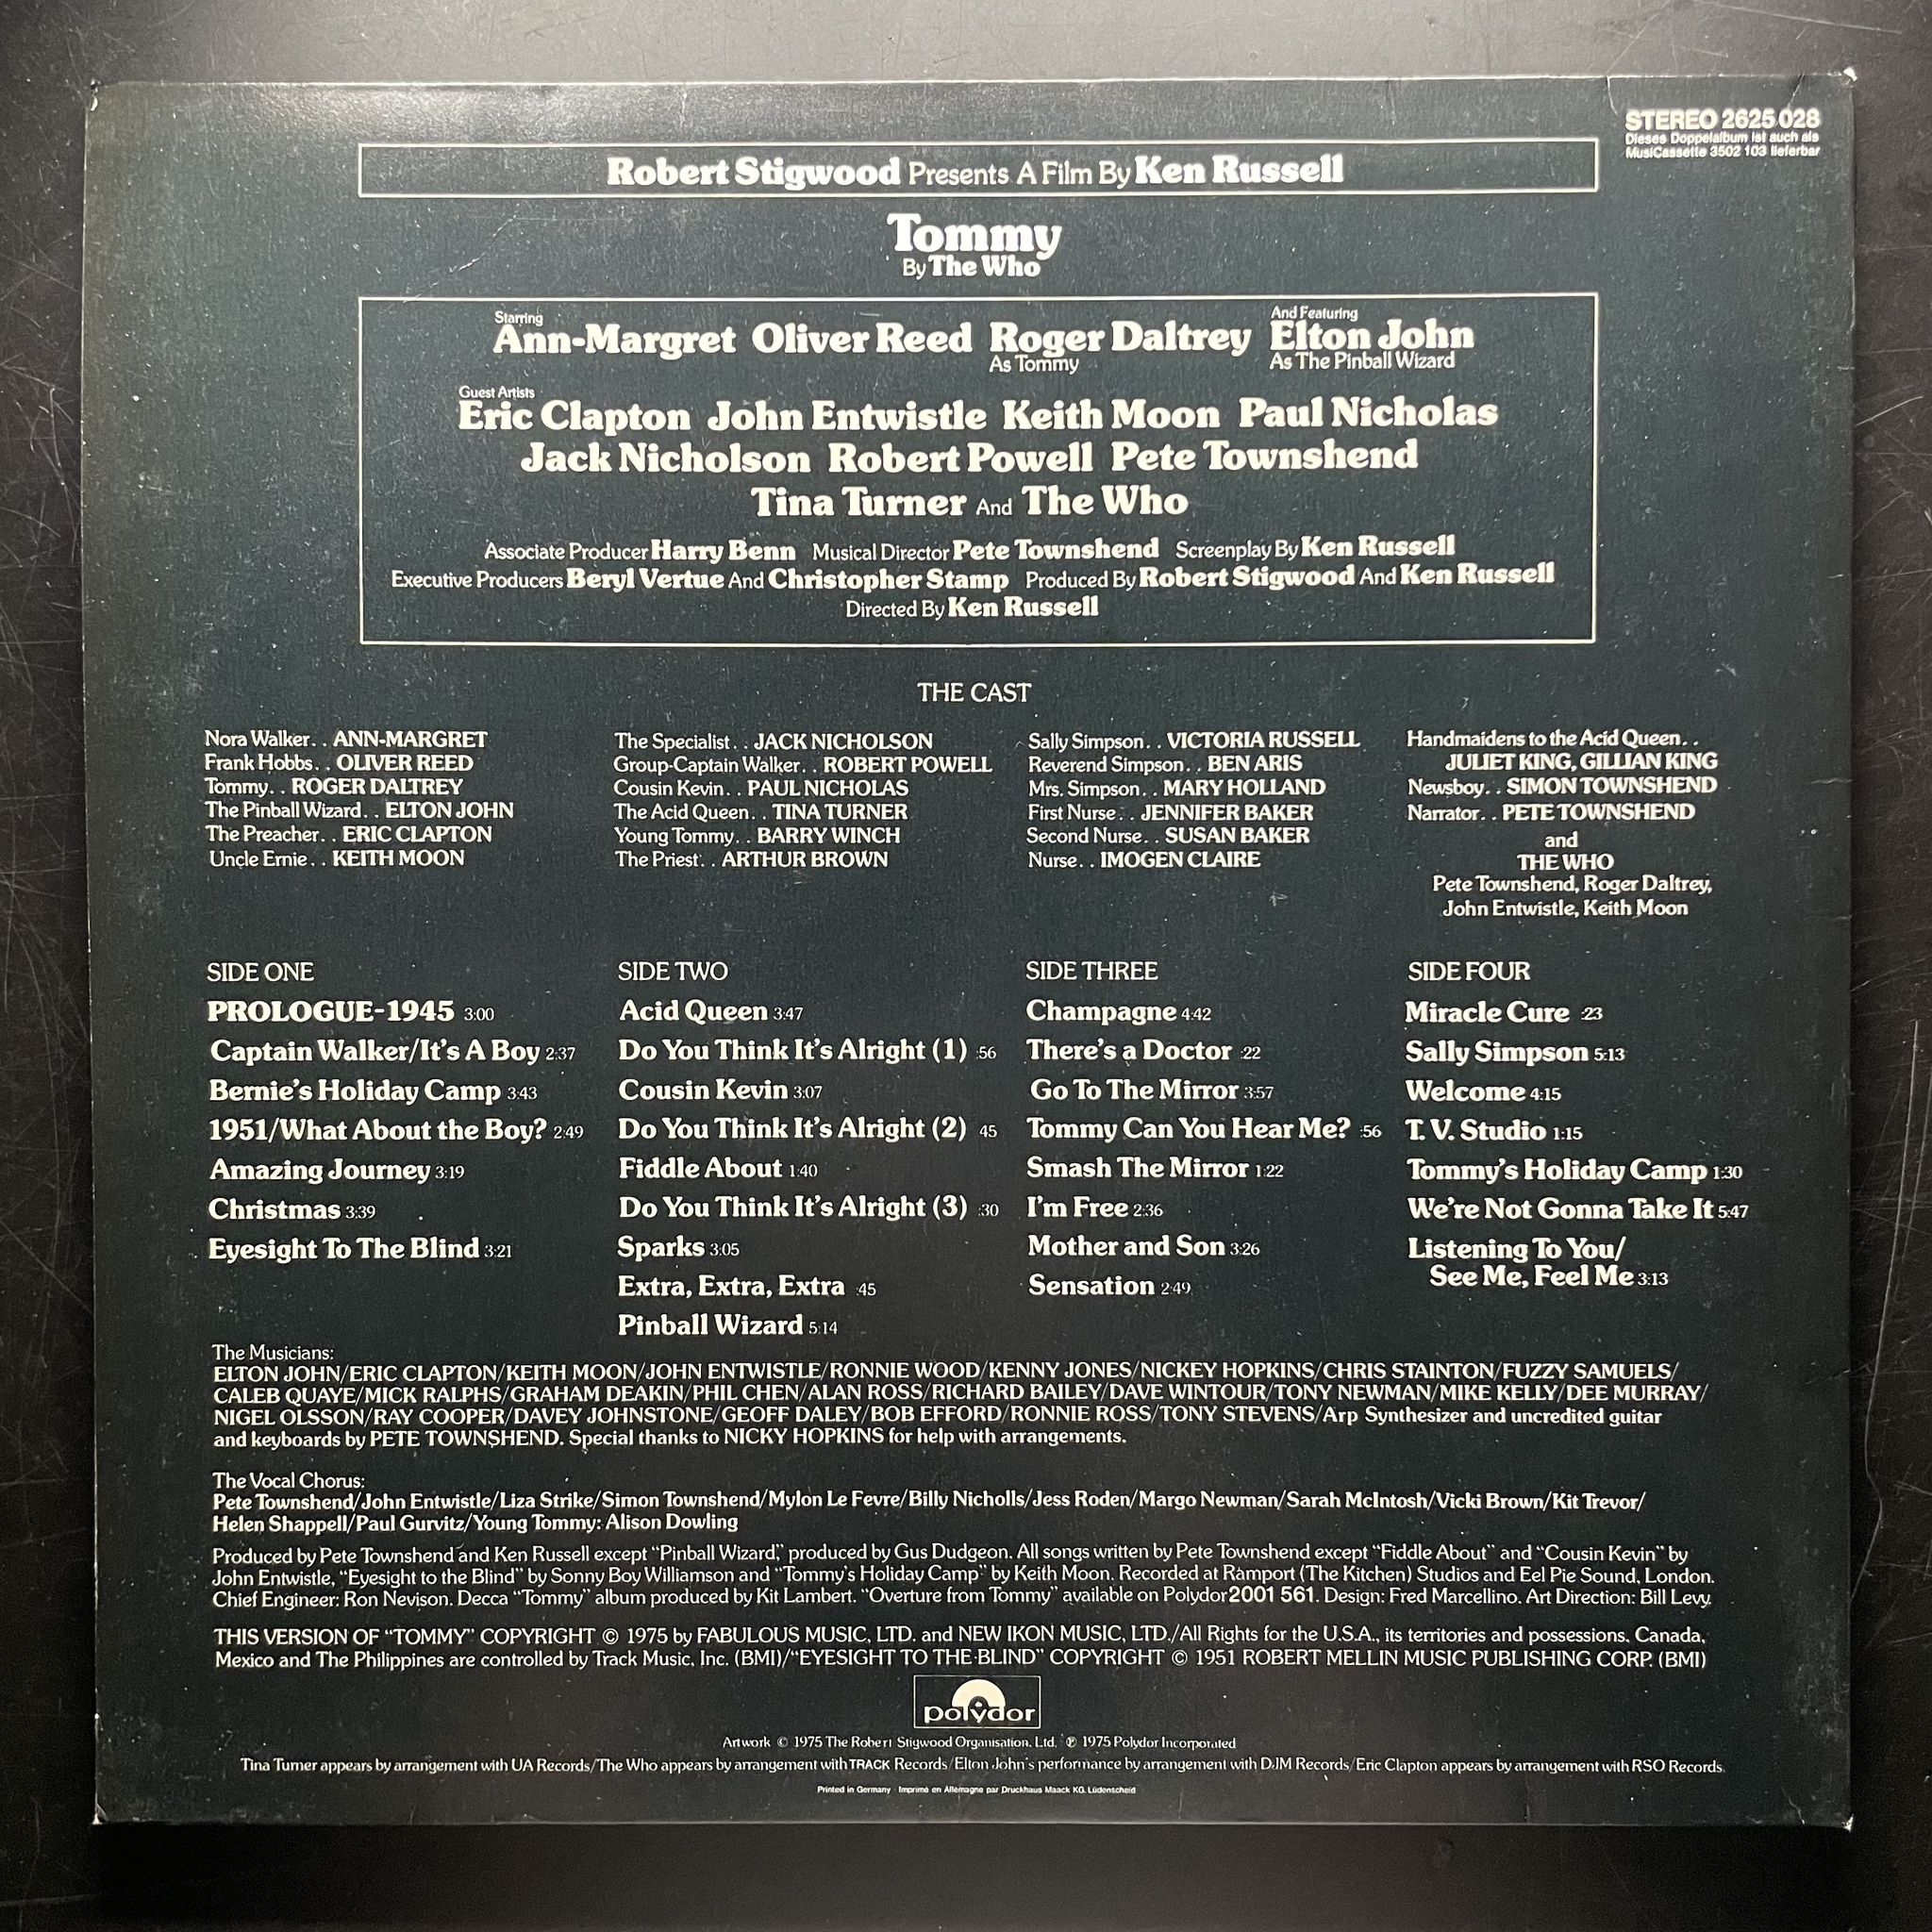 STEREO 2625 028
Dieses Doppelalbum ist auch als
MusiCassette 3502 103 lieferbar
Robert Stigwood Presents A Film By Ken Russell
Tommy
By The Who
Starring
And Featuring
Ann-Margret Oliver Reed Roger Daltrey Elton John
As Tommy
As The Pinball Wizard
Guest Artists
Eric Clapton John Entwistle Keith Moon Paul Nicholas
Jack Nicholson Robert Powell Pete Townshend
Tina Turner And The Who
Associate Producer Harry Benn Musical Director Pete Townshend Screenplay By Ken Russell
Executive Producers Beryl Vertue And Christopher Stamp Produced By Robert Stigwood And Ken Russell
Directed By Ken Russell
THE CAST
Nora Walker. . ANN-MARGRET
Frank Hobbs. . OLIVER REED
Tommy. . ROGER DALTREY
The Pinball Wizard. . ELTON JOHN
The Preacher. . ERIC CLAPTON
Uncle Ernie. . KEITH MOON
The Specialist. . JACK NICHOLSON
Group-Captain Walker. . ROBERT POWELL
Cousin Kevin. . PAUL NICHOLAS
The Acid Queen. . TINA TURNER
Young Tommy. . BARRY WINCH
The Priest. . ARTHUR BROWN
Sally Simpson. . VICTORIA RUSSELL
Reverend Simpson. . BEN ARIS
Mrs. Simpson. . MARY HOLLAND
First Nurse. . JENNIFER BAKER
Second Nurse. . SUSAN BAKER
Nurse. . IMOGEN CLAIRE
Handmaidens to the Acid Queen. .
JULIET KING, GILLIAN KING
Newsboy. . SIMON TOWNSHEND
Narrator. . PETE TOWNSHEND
and
THE WHO
Pete Townshend, Roger Daltrey,
John Entwistle, Keith Moon
SIDE ONE
PROLOGUE-1945 3:00
Captain Walker/It's A Boy 2:37
Bernie's Holiday Camp 3:43
1951/What About the Boy? 2:49
Amazing Journey 3:19
Christmas 3:39
Eyesight To The Blind 3:21
SIDE TWO
Acid Queen 3:47
Do You Think It's Alright (1) :56
Cousin Kevin 3:07
Do You Think It's Alright (2) 45
Fiddle About 1:40
Do You Think It's Alright (3) :30
Sparks 3:05
Extra, Extra, Extra :45
Pinball Wizard 5:14
SIDE THREE
Champagne 4:42
There's a Doctor :22
Go To The Mirror 3:57
Tommy Can You Hear Me? :56
Smash The Mirror 1:22
I'm Free 2:36
Mother and Son 3:26
Sensation 2:49
SIDE FOUR
Miracle Cure :23
Sally Simpson 5:13
Welcome 4:15
T. V. Studio 1:15
Tommy's Holiday Camp 1:30
We're Not Gonna Take It 5:47
Listening To You/
See Me, Feel Me 3:13
The Musicians:
ELTON JOHN/ERIC CLAPTON/KEITH MOON/JOHN ENTWISTLE/RONNIE WOOD/KENNY JONES/NICKEY HOPKINS/CHRIS STAINTON/FUZZY SAMUELS/
CALEB QUAYE/MICK RALPHS/GRAHAM DEAKIN/PHIL CHEN/ALAN ROSS/RICHARD BAILEY/DAVE WINTOUR/TONY NEWMAN/MIKE KELLY/DEE MURRAY/
NIGEL OLSSON/RAY COOPER/DAVEY JOHNSTONE/GEOFF DALEY/BOB EFFORD/RONNIE ROSS/TONY STEVENS/Arp Synthesizer and uncredited guitar
and keyboards by PETE TOWNSHEND. Special thanks to NICKY HOPKINS for help with arrangements.
The Vocal Chorus:
Pete Townshend/John Entwistle/Liza Strike/Simon Townshend/Mylon Le Fevre/Billy Nicholls/Jess Roden/Margo Newman/Sarah McIntosh/Vicki Brown/Kit Trevor/
Helen Shappell/Paul Gurvitz/Young Tommy: Alison Dowling
Produced by Pete Townshend and Ken Russell except "Pinball Wizard," produced by Gus Dudgeon. All songs written by Pete Townshend except "Fiddle About" and "Cousin Kevin" by
John Entwistle, "Eyesight to the Blind" by Sonny Boy Williamson and "Tommy's Holiday Camp" by Keith Moon. Recorded at Ramport (The Kitchen) Studios and Eel Pie Sound, London.
Chief Engineer: Ron Nevison. Decca "Tommy" album produced by Kit Lambert. "Overture from Tommy" available on Polydor 2001 561. Design: Fred Marcellino. Art Direction: Bill Levy.
THIS VERSION OF "TOMMY" COPYRIGHT © 1975 by FABULOUS MUSIC, LTD. and NEW IKON MUSIC, LTD./All Rights for the U.S.A., its territories and possessions, Canada,
Mexico and The Philippines are controlled by Track Music, Inc. (BMI)/"EYESIGHT TO THE BLIND" COPYRIGHT © 1951 ROBERT MELLIN MUSIC PUBLISHING CORP. (BMI)
polydor
Artwork © 1975 The Robert Stigwood Organisation, Ltd. ℗ 1975 Polydor Incorporated
Tina Turner appears by arrangement with UA Records/The Who appears by arrangement with TRACK Records/Elton John's performance by arrangement with DJM Records/Eric Clapton appears by arrangement with RSO Records.
Printed in Germany · Imprimé en Allemagne par Druckhaus Maack KG, Lüdenscheid